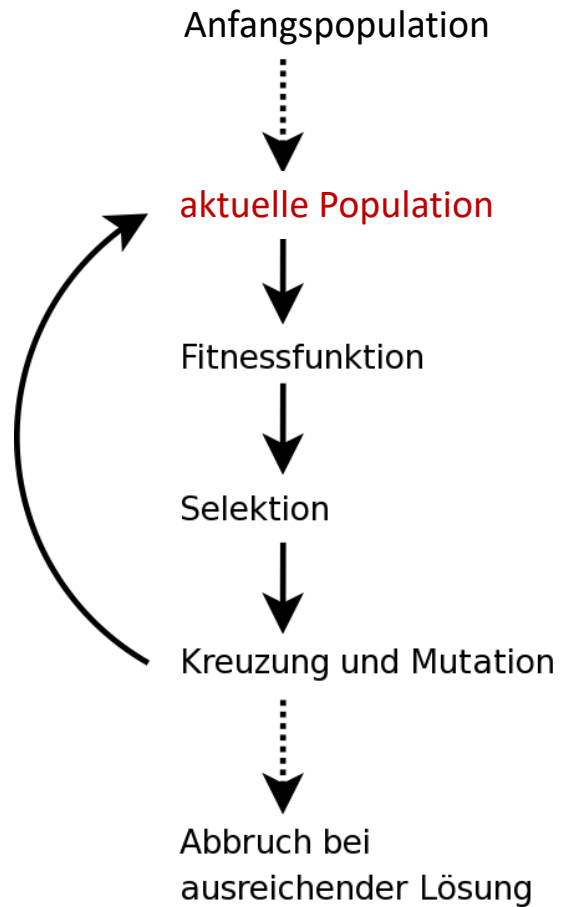 Anfangspopulation
aktuelle Population
Fitnessfunktion
Selektion
Kreuzung und Mutation
Abbruch bei
ausreichender Lösung